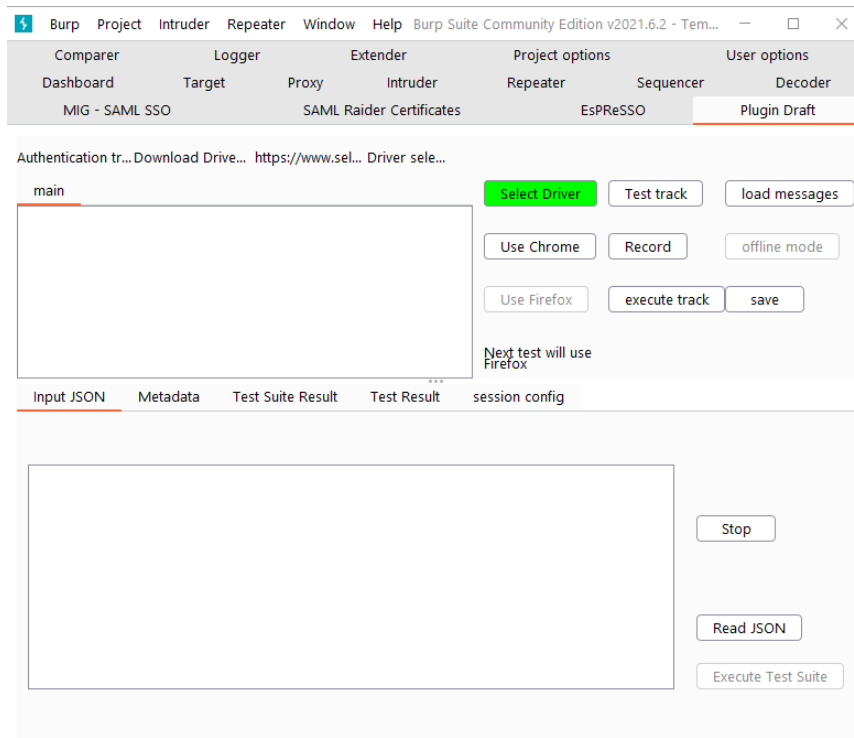 Burp Project Intruder Repeater Window Help Burp Suite Community Edition v2021.6.2 - Tem...
Comparer Logger Extender Project options User options
Dashboard Target Proxy Intruder Repeater Sequencer Decoder
MIG - SAML SSO SAML Raider Certificates EsPReSSO Plugin Draft
Authentication tr... Download Drive... https://www.sel... Driver sele...
main
Select Driver Test track load messages
Use Chrome Record offline mode
Use Firefox execute track save
Next test will use
Firefox
Input JSON Metadata Test Suite Result Test Result session config
Stop
Read JSON
Execute Test Suite